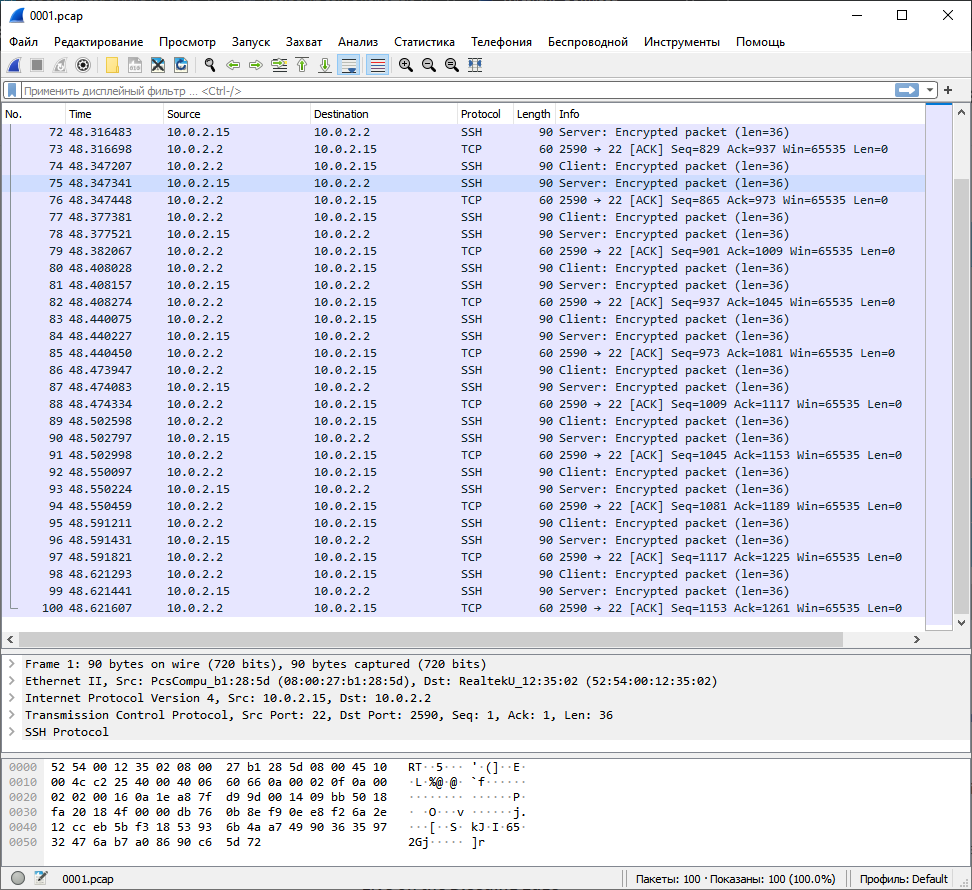 0001.pcap
Файл Редактирование Просмотр Запуск Захват Анализ Статистика Телефония Беспроводной Инструменты Помощь
Применить дисплейный фильтр ... <Ctrl-/>
No. Time Source Destination Protocol Length Info
72 48.316483 10.0.2.15 10.0.2.2 SSH 90 Server: Encrypted packet (len=36)
73 48.316698 10.0.2.2 10.0.2.15 TCP 60 2590 → 22 [ACK] Seq=829 Ack=937 Win=65535 Len=0
74 48.347207 10.0.2.2 10.0.2.15 SSH 90 Client: Encrypted packet (len=36)
75 48.347341 10.0.2.15 10.0.2.2 SSH 90 Server: Encrypted packet (len=36)
76 48.347448 10.0.2.2 10.0.2.15 TCP 60 2590 → 22 [ACK] Seq=865 Ack=973 Win=65535 Len=0
77 48.377381 10.0.2.2 10.0.2.15 SSH 90 Client: Encrypted packet (len=36)
78 48.377521 10.0.2.15 10.0.2.2 SSH 90 Server: Encrypted packet (len=36)
79 48.382067 10.0.2.2 10.0.2.15 TCP 60 2590 → 22 [ACK] Seq=901 Ack=1009 Win=65535 Len=0
80 48.408028 10.0.2.2 10.0.2.15 SSH 90 Client: Encrypted packet (len=36)
81 48.408157 10.0.2.15 10.0.2.2 SSH 90 Server: Encrypted packet (len=36)
82 48.408274 10.0.2.2 10.0.2.15 TCP 60 2590 → 22 [ACK] Seq=937 Ack=1045 Win=65535 Len=0
83 48.440075 10.0.2.2 10.0.2.15 SSH 90 Client: Encrypted packet (len=36)
84 48.440227 10.0.2.15 10.0.2.2 SSH 90 Server: Encrypted packet (len=36)
85 48.440450 10.0.2.2 10.0.2.15 TCP 60 2590 → 22 [ACK] Seq=973 Ack=1081 Win=65535 Len=0
86 48.473947 10.0.2.2 10.0.2.15 SSH 90 Client: Encrypted packet (len=36)
87 48.474083 10.0.2.15 10.0.2.2 SSH 90 Server: Encrypted packet (len=36)
88 48.474334 10.0.2.2 10.0.2.15 TCP 60 2590 → 22 [ACK] Seq=1009 Ack=1117 Win=65535 Len=0
89 48.502598 10.0.2.2 10.0.2.15 SSH 90 Client: Encrypted packet (len=36)
90 48.502797 10.0.2.15 10.0.2.2 SSH 90 Server: Encrypted packet (len=36)
91 48.502998 10.0.2.2 10.0.2.15 TCP 60 2590 → 22 [ACK] Seq=1045 Ack=1153 Win=65535 Len=0
92 48.550097 10.0.2.2 10.0.2.15 SSH 90 Client: Encrypted packet (len=36)
93 48.550224 10.0.2.15 10.0.2.2 SSH 90 Server: Encrypted packet (len=36)
94 48.550459 10.0.2.2 10.0.2.15 TCP 60 2590 → 22 [ACK] Seq=1081 Ack=1189 Win=65535 Len=0
95 48.591211 10.0.2.2 10.0.2.15 SSH 90 Client: Encrypted packet (len=36)
96 48.591431 10.0.2.15 10.0.2.2 SSH 90 Server: Encrypted packet (len=36)
97 48.591821 10.0.2.2 10.0.2.15 TCP 60 2590 → 22 [ACK] Seq=1117 Ack=1225 Win=65535 Len=0
98 48.621293 10.0.2.2 10.0.2.15 SSH 90 Client: Encrypted packet (len=36)
99 48.621441 10.0.2.15 10.0.2.2 SSH 90 Server: Encrypted packet (len=36)
100 48.621607 10.0.2.2 10.0.2.15 TCP 60 2590 → 22 [ACK] Seq=1153 Ack=1261 Win=65535 Len=0
Frame 1: 90 bytes on wire (720 bits), 90 bytes captured (720 bits)
Ethernet II, Src: PcsCompu_b1:28:5d (08:00:27:b1:28:5d), Dst: RealtekU_12:35:02 (52:54:00:12:35:02)
Internet Protocol Version 4, Src: 10.0.2.15, Dst: 10.0.2.2
Transmission Control Protocol, Src Port: 22, Dst Port: 2590, Seq: 1, Ack: 1, Len: 36
SSH Protocol
0000 52 54 00 12 35 02 08 00 27 b1 28 5d 08 00 45 10 RT··5··· '·(]··E·
0010 00 4c c2 25 40 00 40 06 60 66 0a 00 02 0f 0a 00 ·L·%@·@· `f······
0020 02 02 00 16 0a 1e a8 7f d9 9d 00 14 09 bb 50 18 ········ ······P·
0030 fa 20 18 4f 00 00 db 76 0b 8e f9 0e e8 f2 6a 2e · ·O···v ······j.
0040 12 cc eb 5b f3 18 53 93 6b 4a a7 49 90 36 35 97 ···[··S· kJ·I·65·
0050 32 47 6a b7 a0 86 90 c6 5d 72 2Gj····· ]r
0001.pcap Пакеты: 100 · Показаны: 100 (100.0%) Профиль: Default